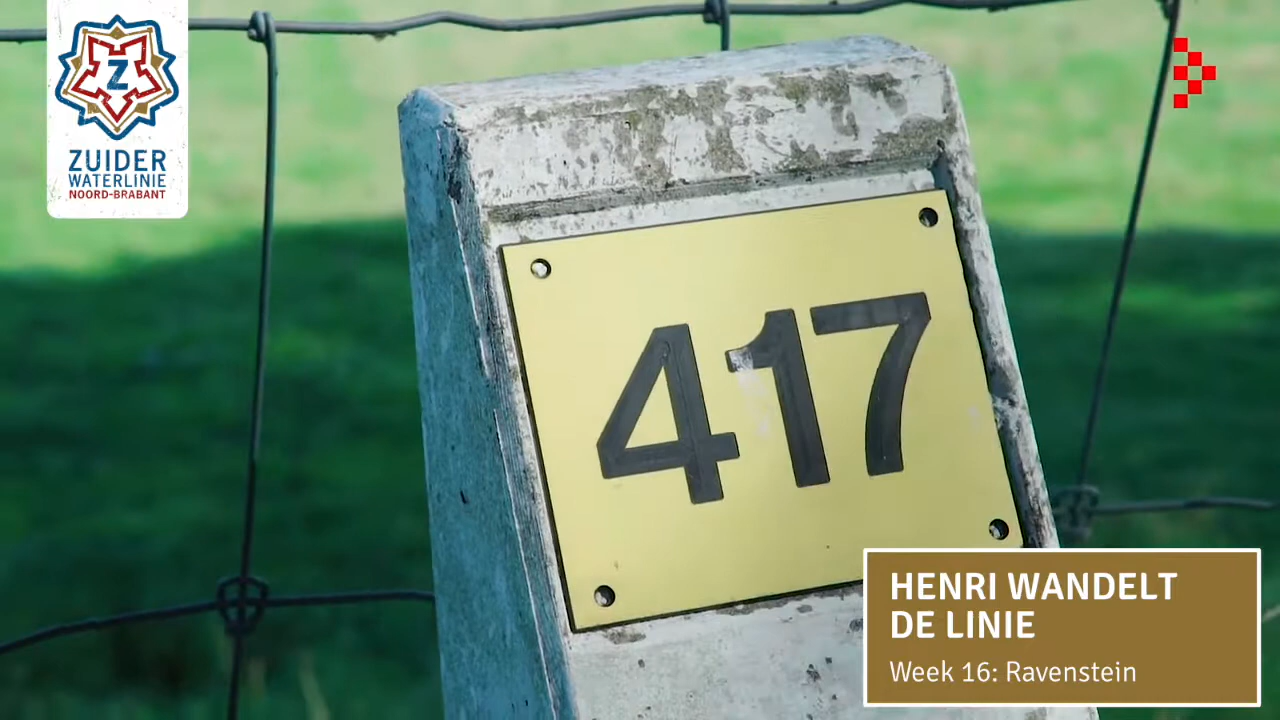 Z
ZUIDER
WATERLINIE
NOORD-BRABANT
417
HENRI WANDELT
DE LINIE
Week 16: Ravenstein